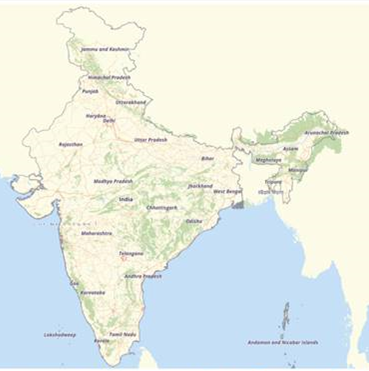 Jammu and Kashmir
Himachal Pradesh
Punjab
Uttarakhand
Haryana
Delhi
Arunachal Pradesh
Rajasthan
Uttar Pradesh
Assam
Bihar
Meghalaya
Manipur
Tripura
Madhya Pradesh
Jharkhand
West Bengal
India
Chhattisgarh
Odisha
Maharashtra
Telangana
Andhra Pradesh
Goa
Karnataka
Lakshadweep
Tamil Nadu
Kerala
Andaman and Nicobar Islands